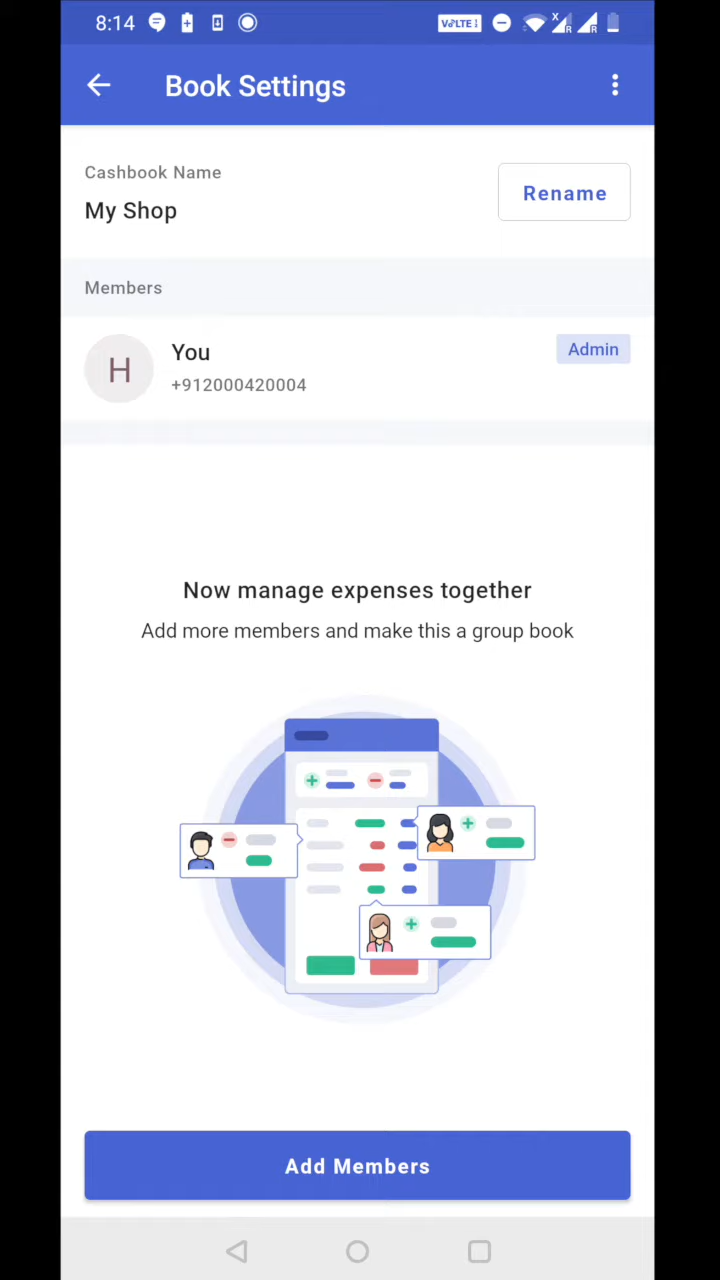 8:14
VoLTE
R
X
R
Book Settings
Cashbook Name
My Shop
Rename
Members
H
You
Admin
+912000420004
Now manage expenses together
Add more members and make this a group book
Add Members